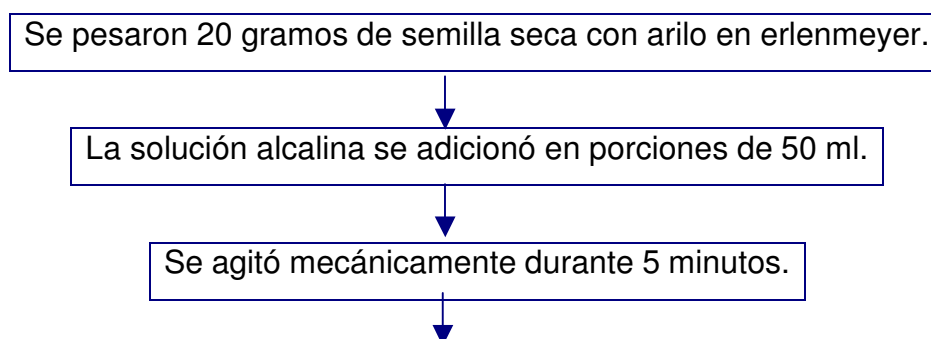 Se pesaron 20 gramos de semilla seca con arilo en erlenmeyer.
La solución alcalina se adicionó en porciones de 50 ml.
Se agitó mecánicamente durante 5 minutos.